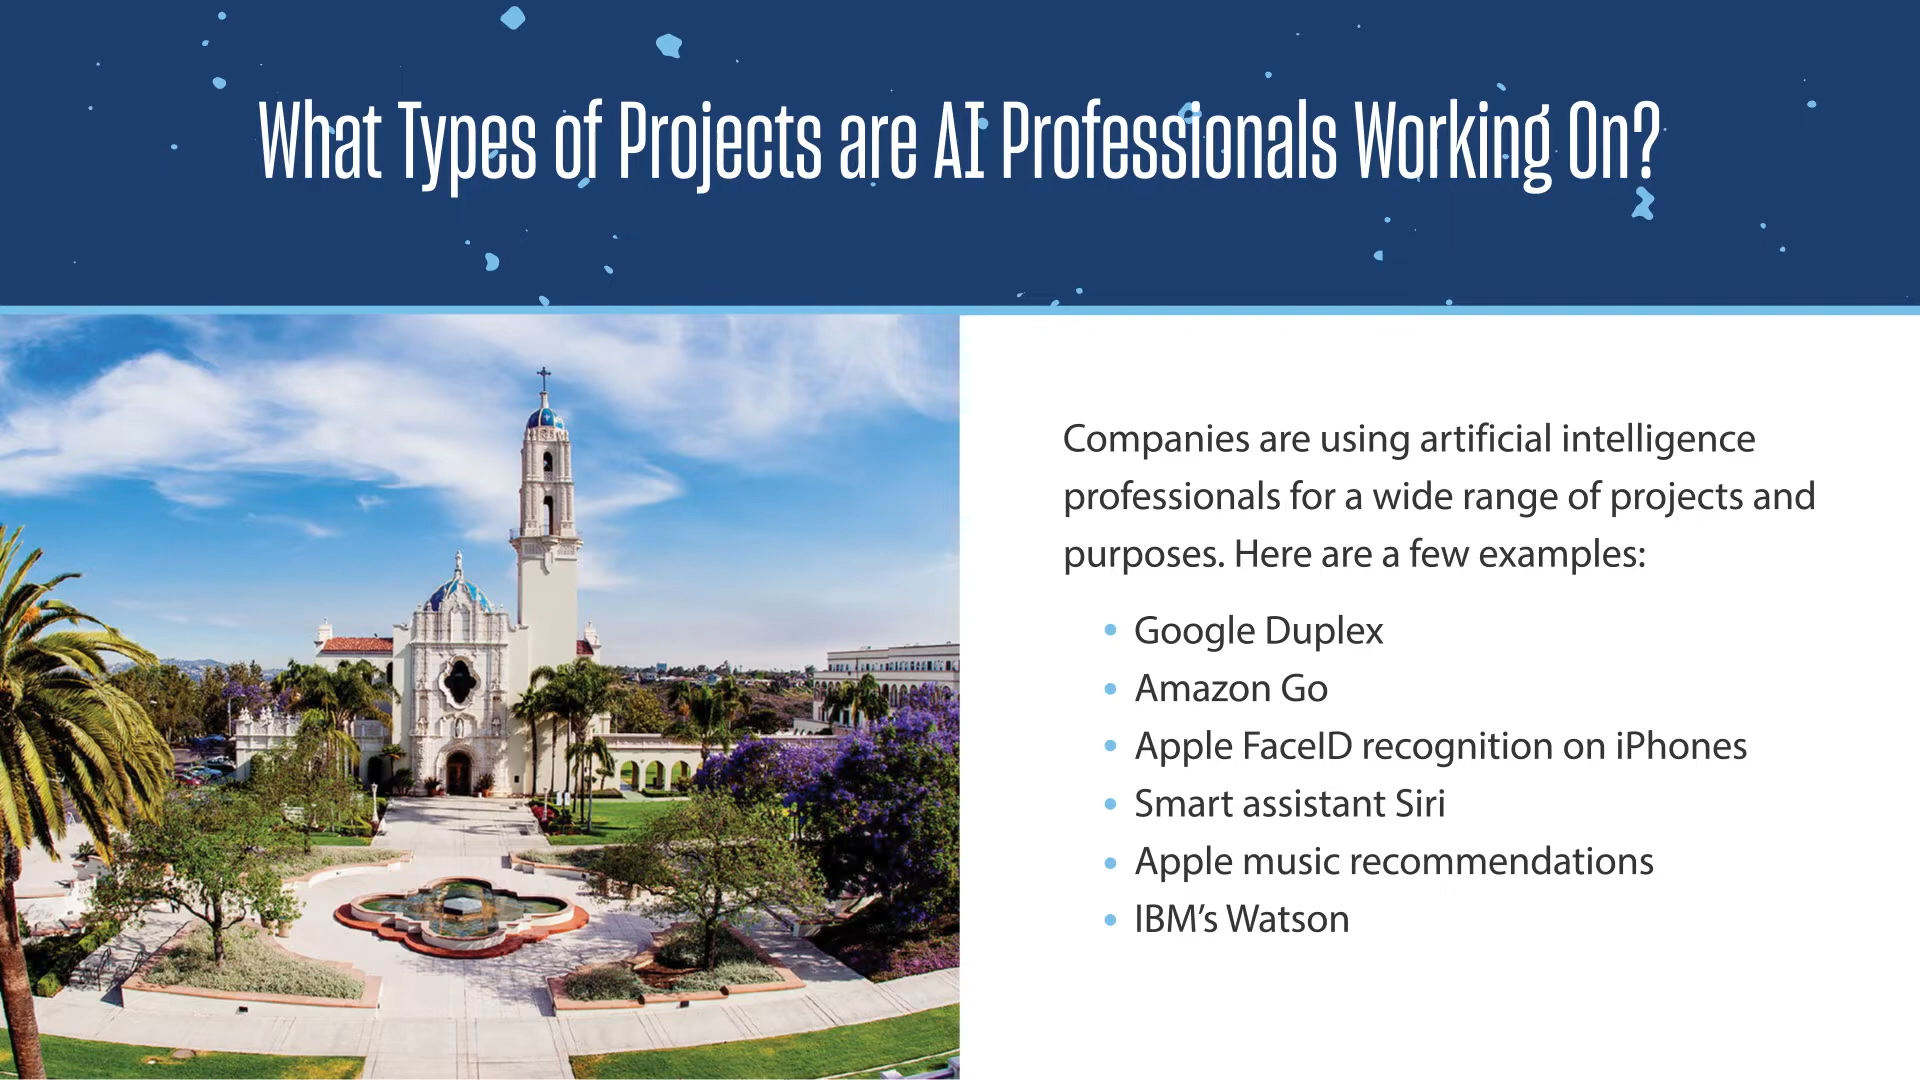 What Types of Projects are AI Professionals Working On?
Companies are using artificial intelligence
professionals for a wide range of projects and
purposes. Here are a few examples:
• Google Duplex
• Amazon Go
• Apple FaceID recognition on iPhones
• Smart assistant Siri
• Apple music recommendations
• IBM’s Watson